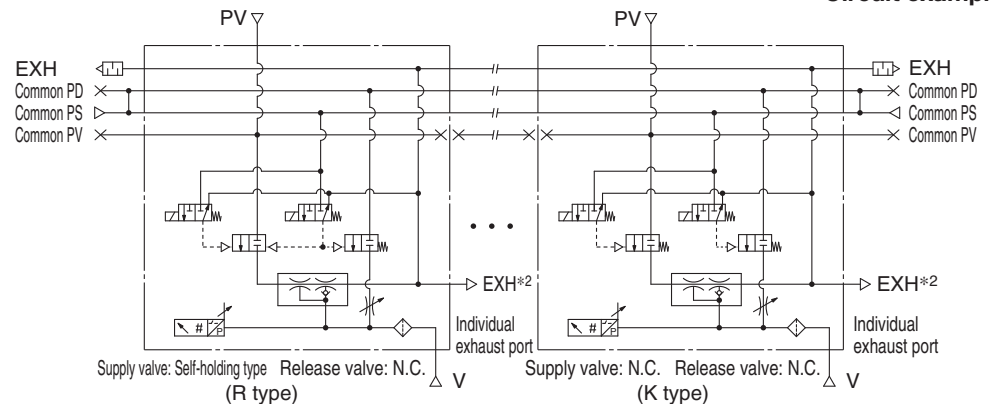 PV
PV
EXH
EXH
Common PD
Common PD
Common PS
Common PS
Common PV
Common PV
• • •
EXH*2
EXH*2
#
P
#
P
Individual
exhaust port
Individual
exhaust port
Supply valve: Self-holding type Release valve: N.C.
V
(R type)
Supply valve: N.C. Release valve: N.C.
V
(K type)